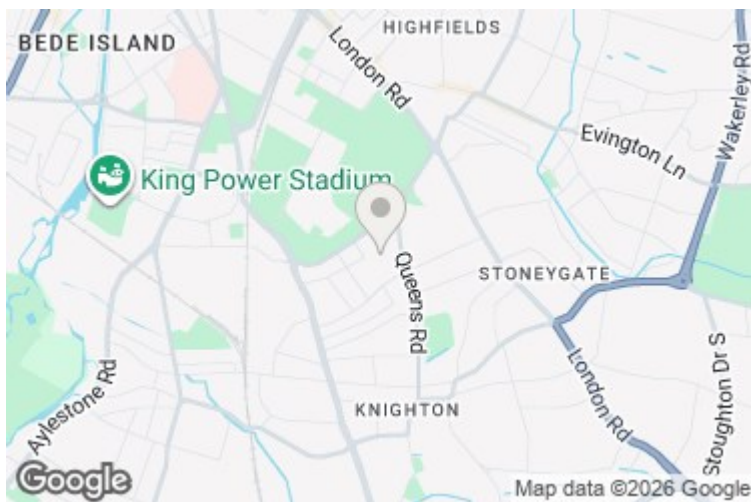 HIGHFIELDS
BEDE ISLAND
London Rd
Wakerley Rd
Evington Ln
King Power Stadium
Queens Rd
STONEYGATE
Aylestone Rd
London Rd
Stoughton Dr S
KNIGHTON
Google
Map data ©2026 Google